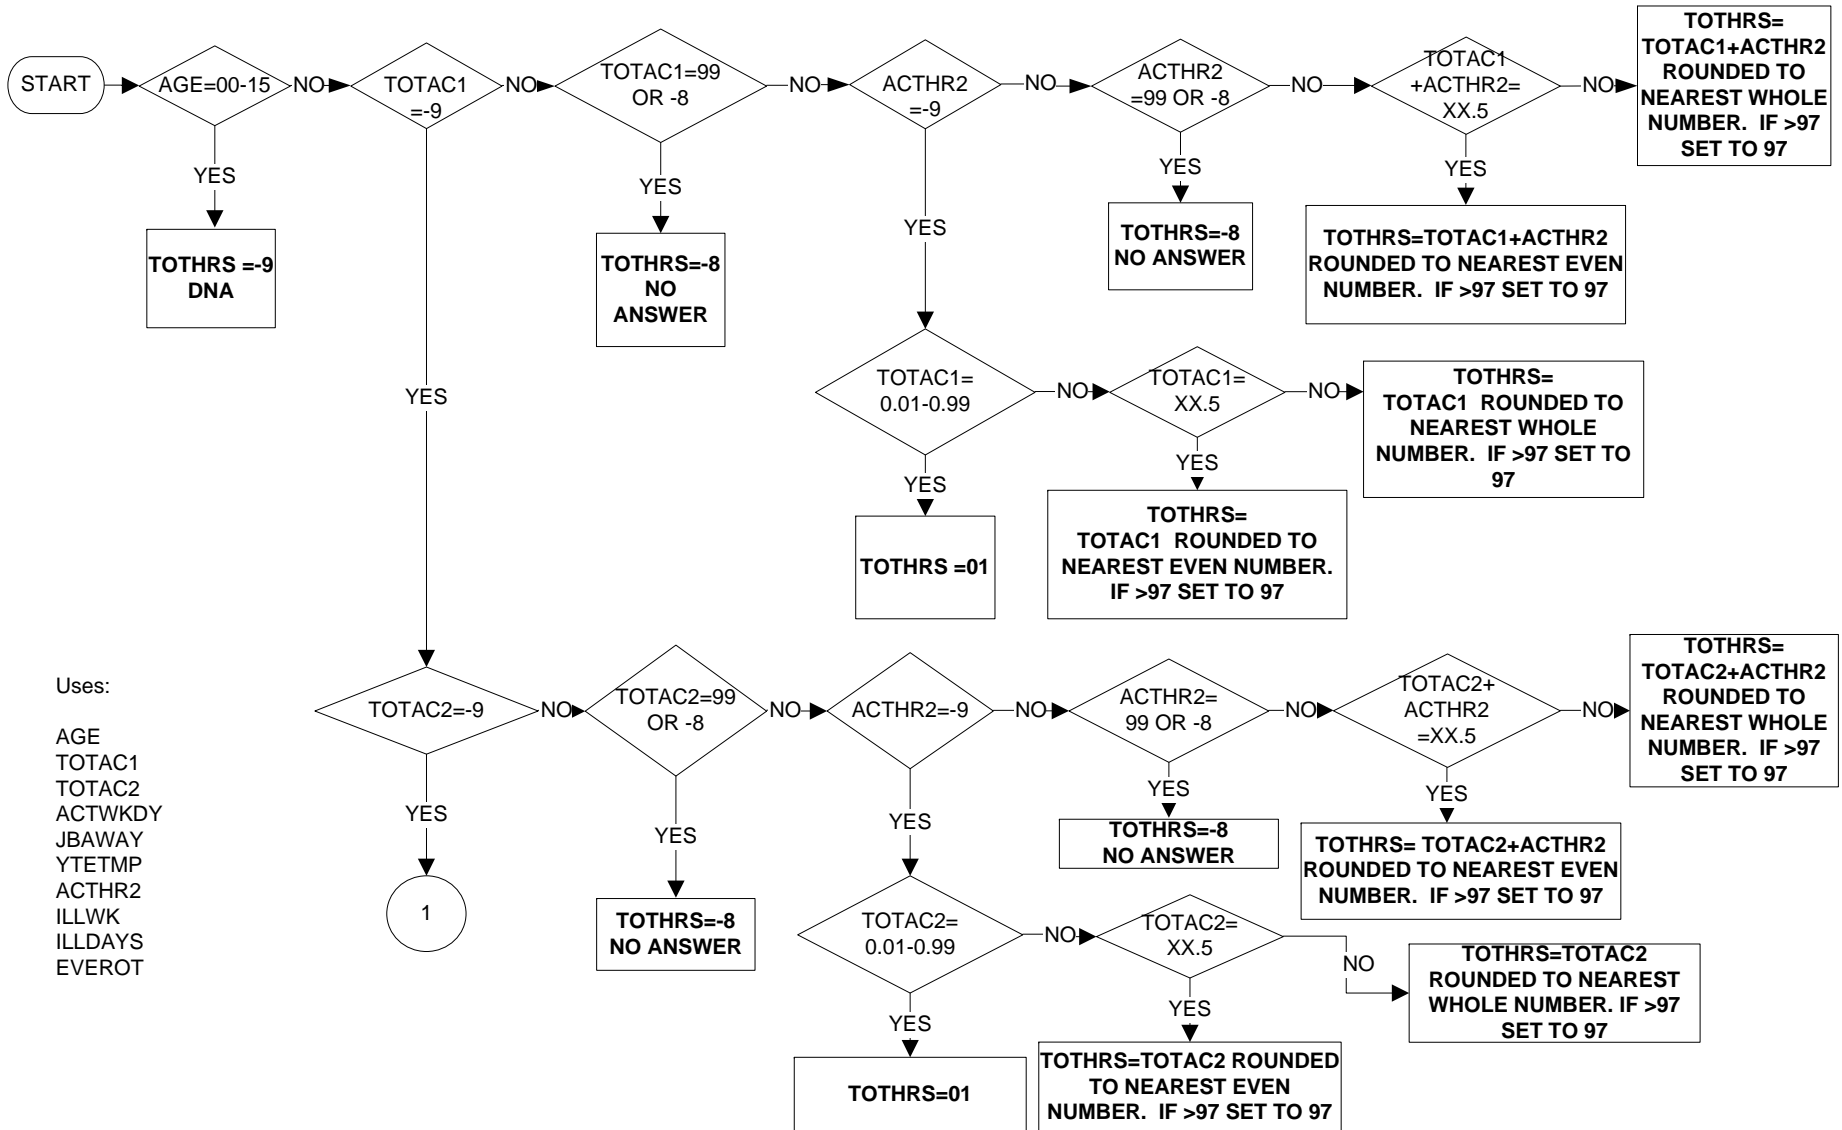 START
AGE=00-15
NO
TOTAC1
=-9
NO
TOTAC1=99
OR -8
NO
ACTHR2
=-9
NO
ACTHR2
=99 OR -8
NO
TOTAC1
+ACTHR2=
XX.5
NO
TOTHRS=
TOTAC1+ACTHR2
ROUNDED TO
NEAREST WHOLE
NUMBER. IF >97
SET TO 97
YES
TOTHRS =-9
DNA
YES
YES
TOTHRS=-8
NO
ANSWER
YES
YES
TOTHRS=-8
NO ANSWER
YES
TOTHRS=TOTAC1+ACTHR2
ROUNDED TO NEAREST EVEN
NUMBER. IF >97 SET TO 97
TOTAC1=
0.01-0.99
NO
TOTAC1=
XX.5
NO
TOTHRS=
TOTAC1 ROUNDED TO
NEAREST WHOLE
NUMBER. IF >97 SET TO
97
YES
TOTHRS =01
YES
TOTHRS=
TOTAC1 ROUNDED TO
NEAREST EVEN NUMBER.
IF >97 SET TO 97
Uses:
AGE
TOTAC1
TOTAC2
ACTWKDY
JBAWAY
YTETMP
ACTHR2
ILLWK
ILLDAYS
EVEROT
TOTAC2=-9
NO
TOTAC2=99
OR -8
NO
ACTHR2=-9
NO
ACTHR2=
99 OR -8
NO
TOTAC2+
ACTHR2
=XX.5
NO
TOTHRS=
TOTAC2+ACTHR2
ROUNDED TO
NEAREST WHOLE
NUMBER. IF >97
SET TO 97
YES
1
YES
TOTHRS=-8
NO ANSWER
YES
YES
TOTHRS=-8
NO ANSWER
YES
TOTHRS= TOTAC2+ACTHR2
ROUNDED TO NEAREST EVEN
NUMBER. IF >97 SET TO 97
TOTAC2=
0.01-0.99
NO
TOTAC2=
XX.5
NO
TOTHRS=TOTAC2
ROUNDED TO NEAREST
WHOLE NUMBER. IF >97
SET TO 97
YES
TOTHRS=01
YES
TOTHRS=TOTAC2 ROUNDED
TO NEAREST EVEN
NUMBER. IF >97 SET TO 97